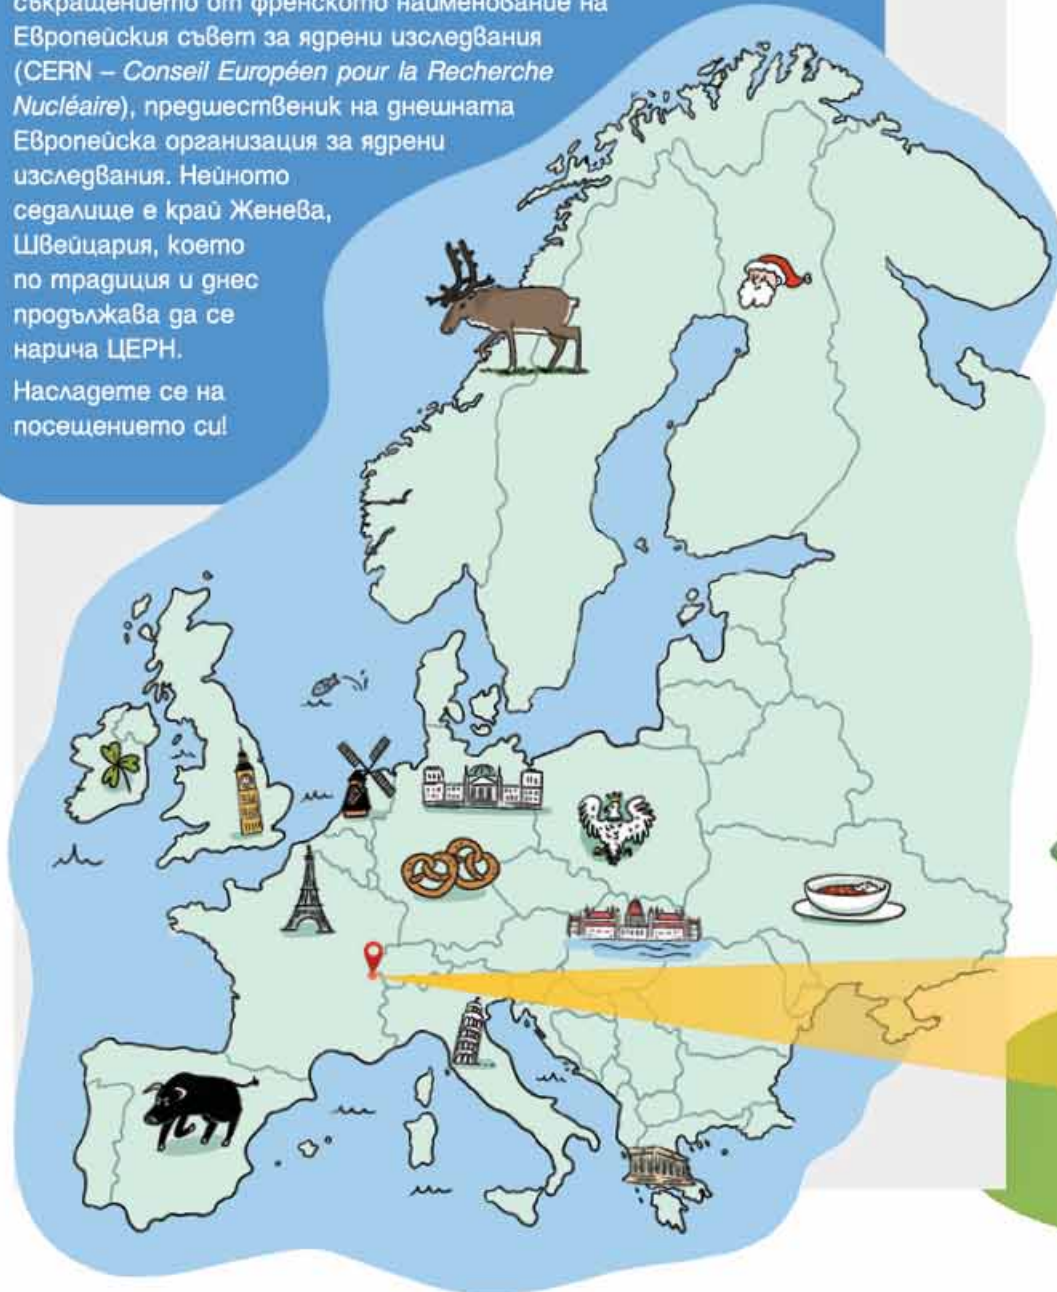 съкращението от френското наименование на
Европейския съвет за ядрени изследвания
(CERN – Conseil Européen pour la Recherche
Nucléaire), предшественик на днешната
Европейска организация за ядрени
изследвания. Нейното
седалище е край Женева,
Швейцария, което
по традиция и днес
продължава да се
нарича ЦЕРН.
Насладете се на
посещението си!